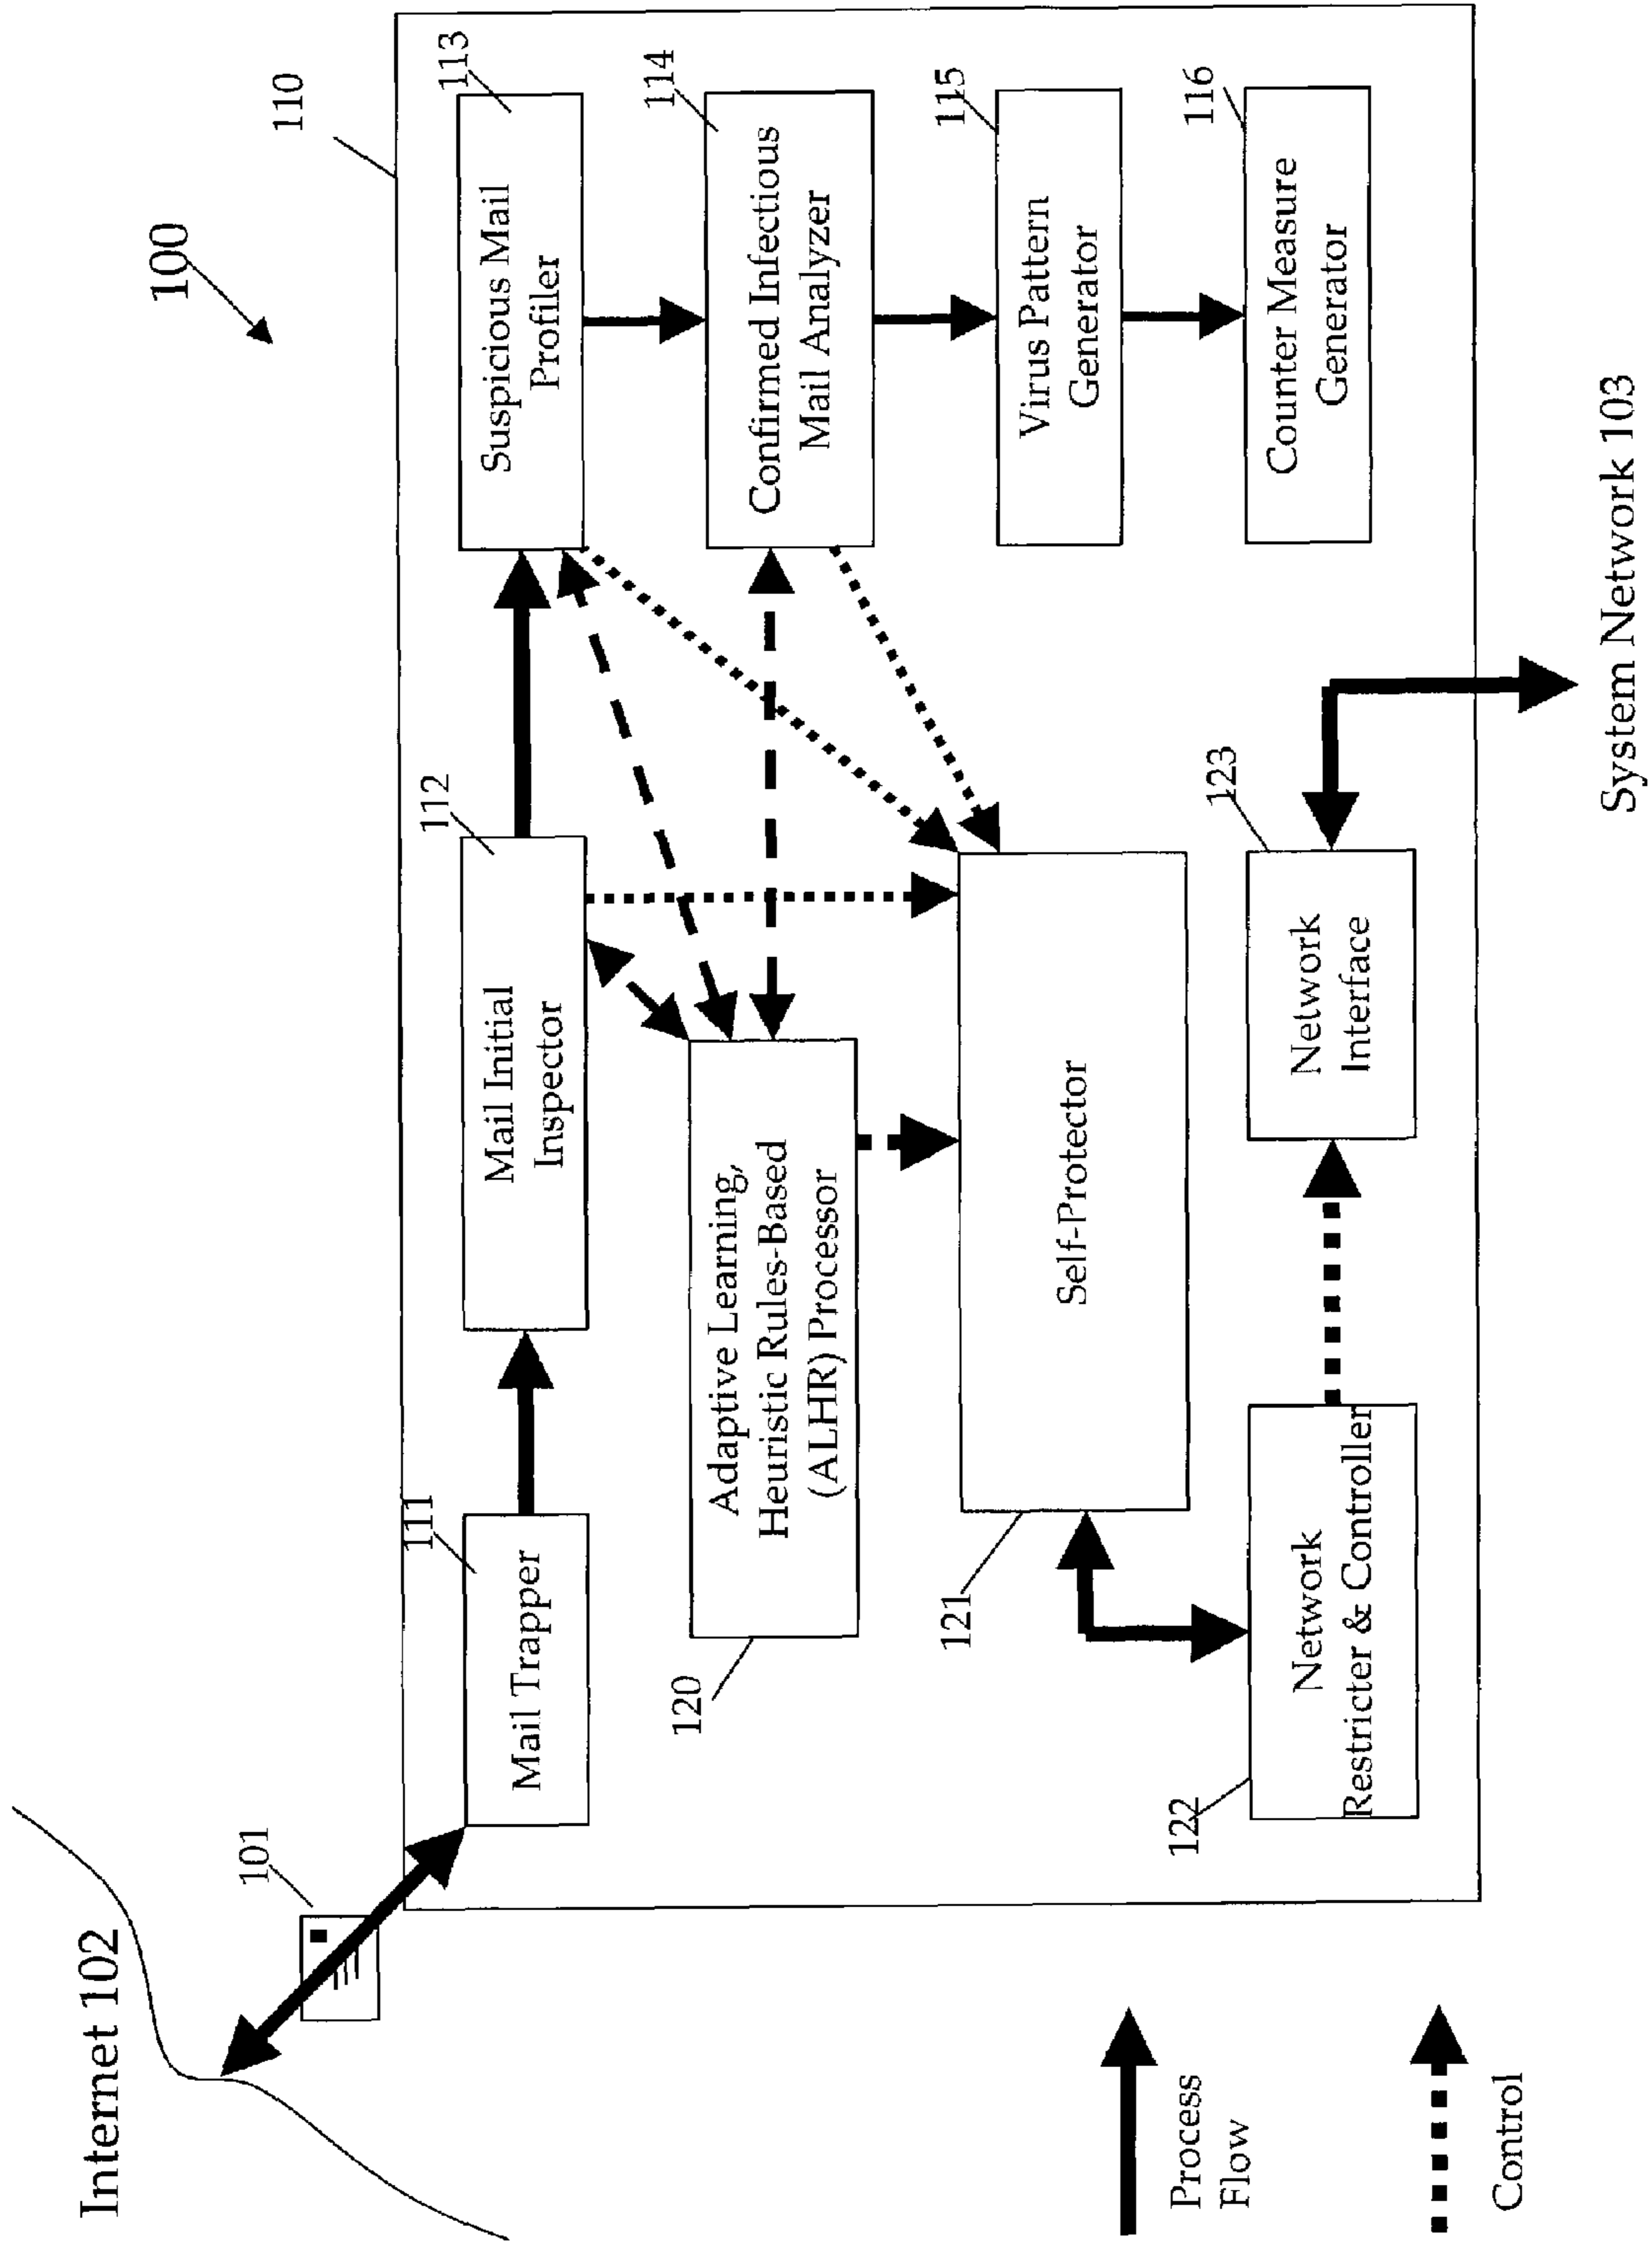 100
Internet 102
101
110
111
Mail Trapper
112
Mail Initial
Inspector
113
Suspicious Mail
Profiler
120
Adaptive Learning,
Heuristic Rules-Based
(ALHR) Processor
114
Confirmed Infectious
Mail Analyzer
121
Self-Protector
115
Virus Pattern
Generator
122
Network
Restricter & Controller
123
Network
Interface
116
Counter Measure
Generator
Process
Flow
Control
System Network 103